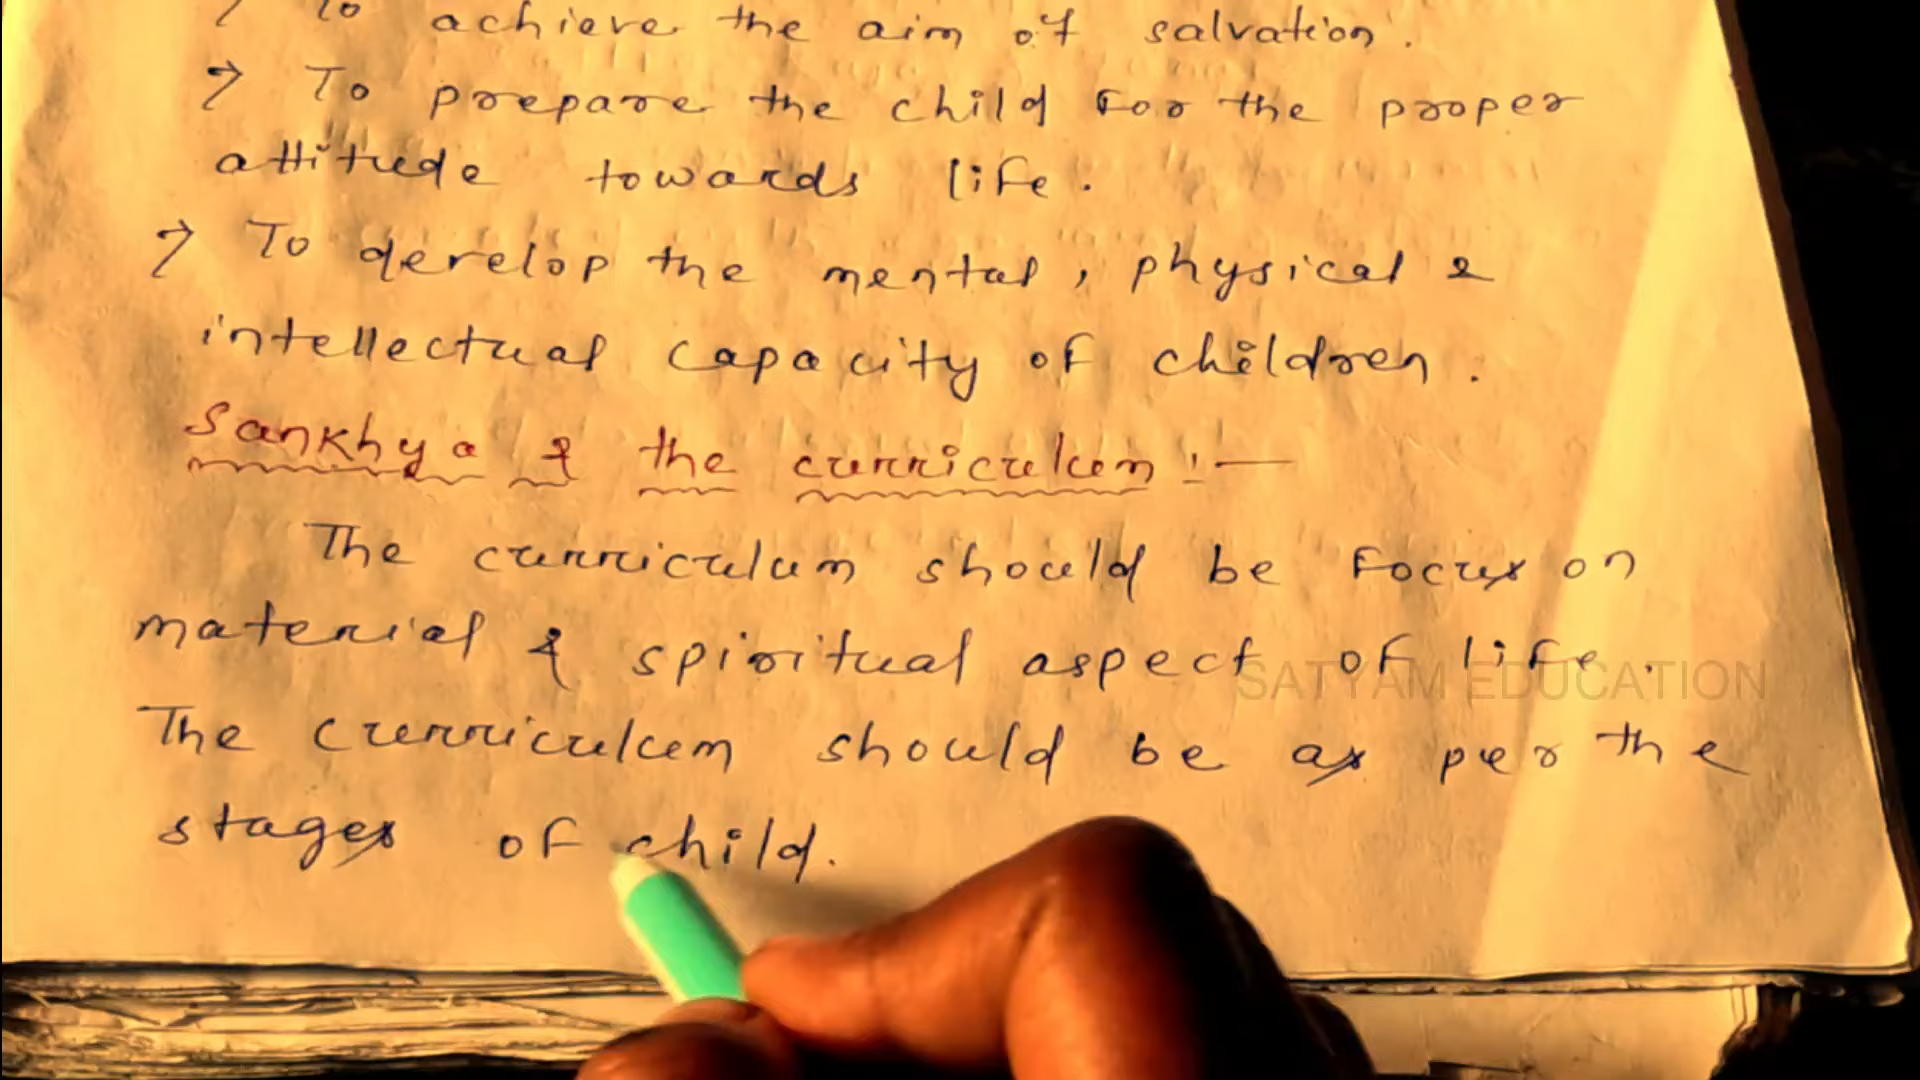 > To achieve the aim of salvation.
> To prepare the child for the proper
attitude towards life.
> To develop the mental, physical &
intellectual capacity of children.
Sankhya & the curriculum :-
The curriculum should be focus on
material & spiritual aspect of life.
SATYAM EDUCATION
The curriculum should be as per the
stages of child.